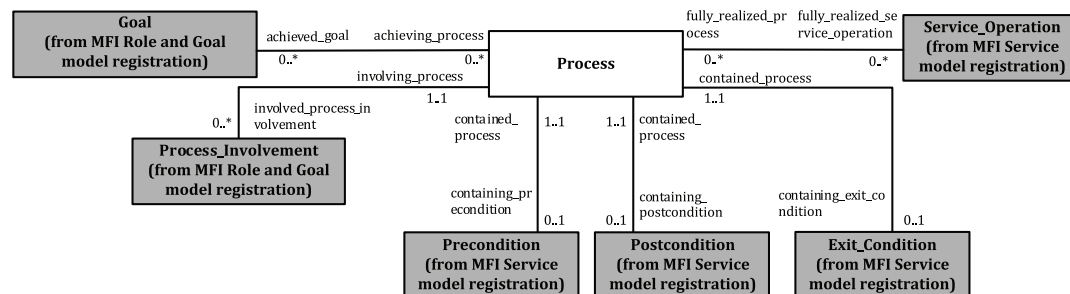 Goal
(from MFI Role and Goal
model registration)
achieved_goal
0..*
achieving_process
0..*
Process
fully_realized_pr
ocess
0..*
fully_realized_se
rvice_operation
0..*
Service_Operation
(from MFI Service
model registration)
involving_process
1..1
contained_process
1..1
involved_process_in
volvement
0..*
Process_Involvement
(from MFI Role and Goal
model registration)
contained_
process
1..1
1..1
contained_
process
containing_pr
econdition
0..1
containing_
postcondition
0..1
containing_exit_co
ndition
0..1
Precondition
(from MFI Service
model registration)
Postcondition
(from MFI Service
model registration)
Exit_Condition
(from MFI Service
model registration)